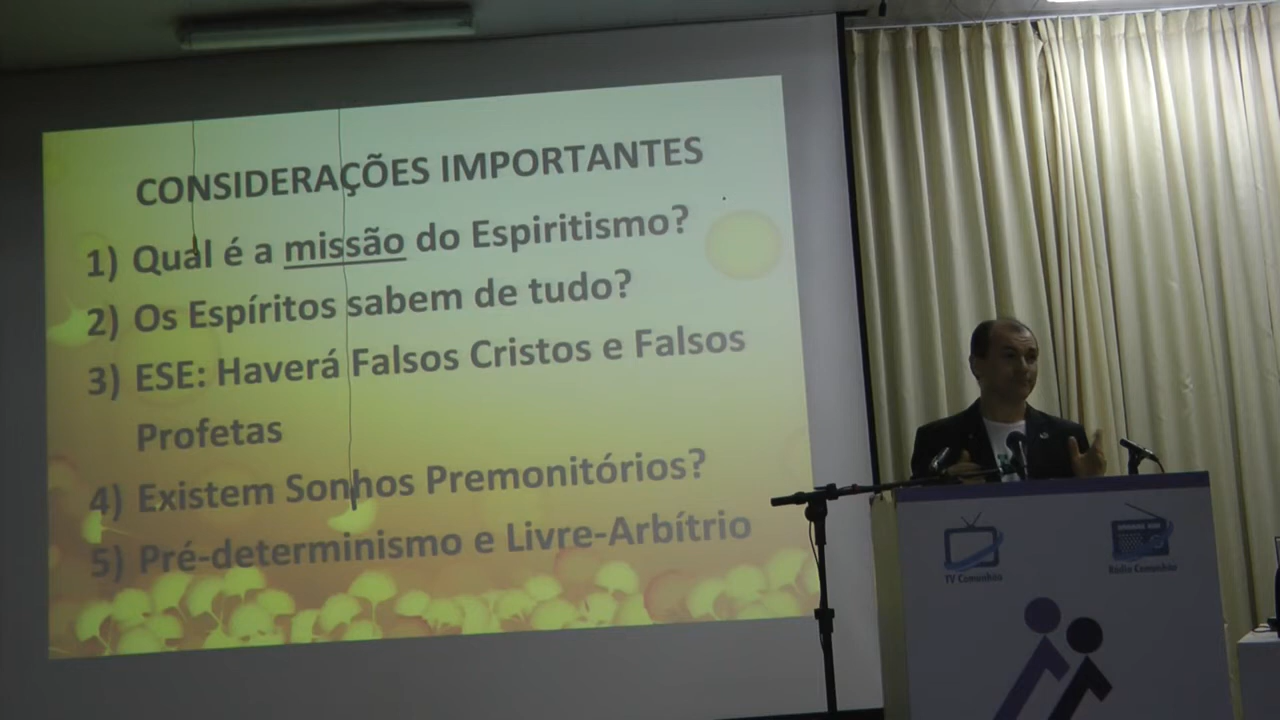 CONSIDERAÇÕES IMPORTANTES
1) Qual é a missão do Espiritismo?
2) Os Espíritos sabem de tudo?
3) ESE: Haverá Falsos Cristos e Falsos
Profetas
4) Existem Sonhos Premonitórios?
5) Pré-determinismo e Livre-Arbítrio
TV Comunhão
Rádio Comunhão